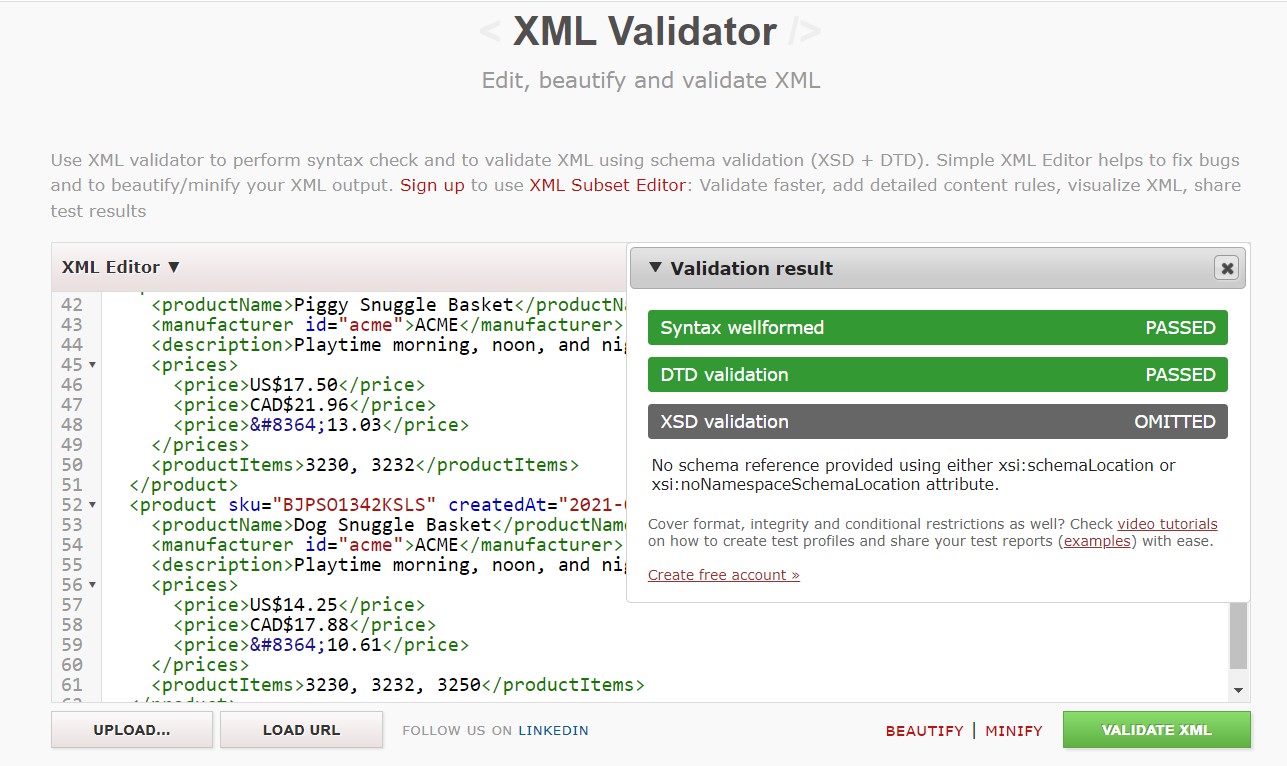 < XML Validator />
Edit, beautify and validate XML
Use XML validator to perform syntax check and to validate XML using schema validation (XSD + DTD). Simple XML Editor helps to fix bugs
and to beautify/minify your XML output. Sign up to use XML Subset Editor: Validate faster, add detailed content rules, visualize XML, share
test results
XML Editor ▼
▼ Validation result
42 <productName>Piggy Snuggle Basket</productN
43 <manufacturer id="acme">ACME</manufacturer>
44 <description>Playtime morning, noon, and nig
45 <prices>
46 <price>US$17.50</price>
47 <price>CAD$21.96</price>
48 <price>&#8364;13.03</price>
49 </prices>
50 <productItems>3230, 3232</productItems>
51 </product>
52 <product sku="BJPSO1342KSLS" createdAt="2021-
53 <productName>Dog Snuggle Basket</productName
54 <manufacturer id="acme">ACME</manufacturer>
55 <description>Playtime morning, noon, and nig
56 <prices>
57 <price>US$14.25</price>
58 <price>CAD$17.88</price>
59 <price>&#8364;10.61</price>
60 </prices>
61 <productItems>3230, 3232, 3250</productItems>
Syntax wellformed PASSED
DTD validation PASSED
XSD validation OMITTED
No schema reference provided using either xsi:schemaLocation or
xsi:noNamespaceSchemaLocation attribute.
Cover format, integrity and conditional restrictions as well? Check video tutorials
on how to create test profiles and share your test reports (examples) with ease.
Create free account »
UPLOAD... LOAD URL FOLLOW US ON LINKEDIN BEAUTIFY | MINIFY VALIDATE XML